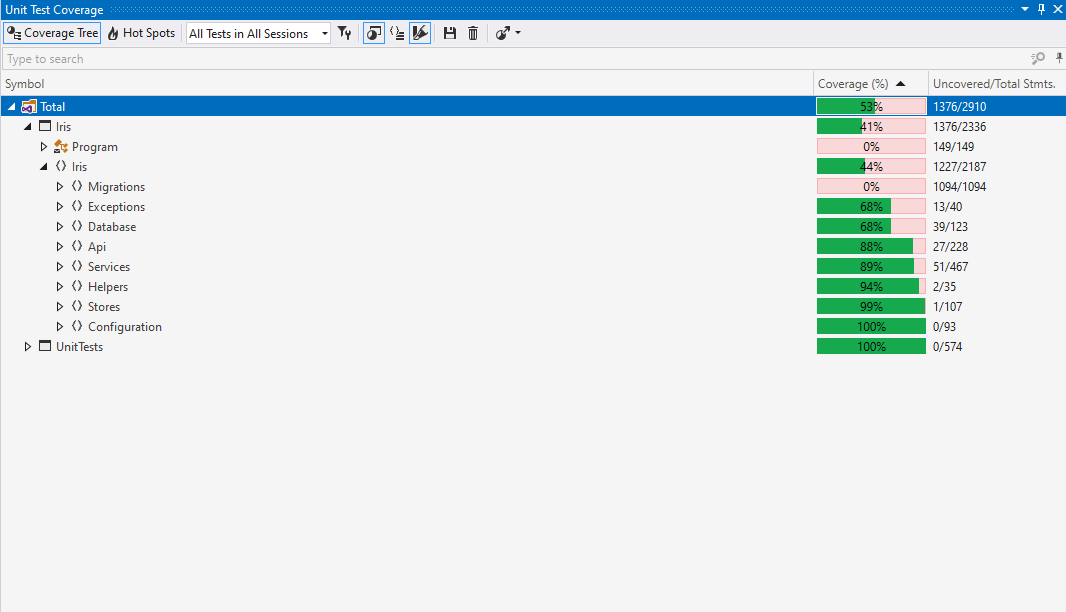 Unit Test Coverage
Coverage Tree Hot Spots All Tests in All Sessions
Type to search
Symbol Coverage (%) Uncovered/Total Stmts.
Total 53% 1376/2910
Iris 41% 1376/2336
Program 0% 149/149
Iris 44% 1227/2187
Migrations 0% 1094/1094
Exceptions 68% 13/40
Database 68% 39/123
Api 88% 27/228
Services 89% 51/467
Helpers 94% 2/35
Stores 99% 1/107
Configuration 100% 0/93
UnitTests 100% 0/574